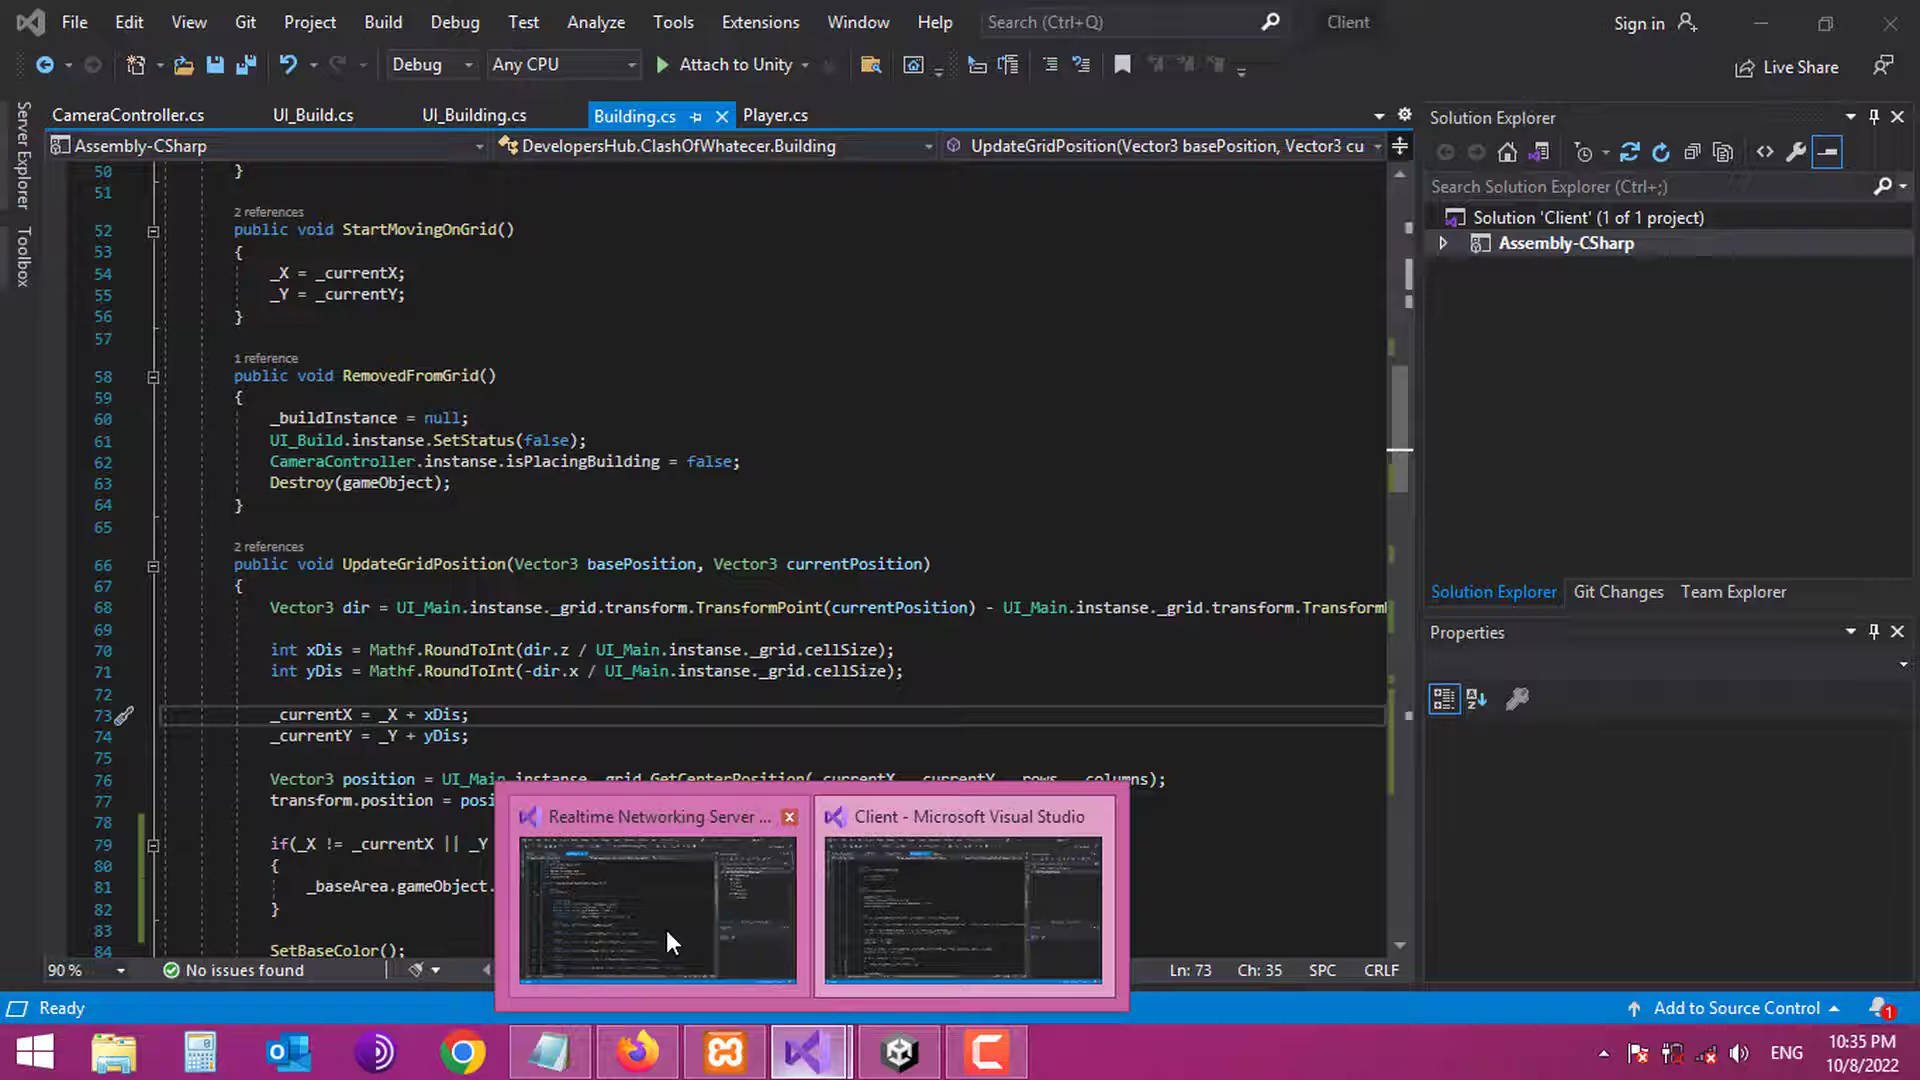 File Edit View Git Project Build Debug Test Analyze Tools Extensions Window Help Search (Ctrl+Q) Client Sign in
Debug Any CPU Attach to Unity Live Share
CameraController.cs UI_Build.cs UI_Building.cs Building.cs Player.cs
Assembly-CSharp DevelopersHub.ClashOfWhatecer.Building UpdateGridPosition(Vector3 basePosition, Vector3 cu
Server Explorer
Toolbox
50 }
51
2 references
52 public void StartMovingOnGrid()
53 {
54 _X = _currentX;
55 _Y = _currentY;
56 }
57
1 reference
58 public void RemovedFromGrid()
59 {
60 _buildInstance = null;
61 UI_Build.instanse.SetStatus(false);
62 CameraController.instanse.isPlacingBuilding = false;
63 Destroy(gameObject);
64 }
65
2 references
66 public void UpdateGridPosition(Vector3 basePosition, Vector3 currentPosition)
67 {
68 Vector3 dir = UI_Main.instanse._grid.transform.TransformPoint(currentPosition) - UI_Main.instanse._grid.transform.Transform
69
70 int xDis = Mathf.RoundToInt(dir.z / UI_Main.instanse._grid.cellSize);
71 int yDis = Mathf.RoundToInt(-dir.x / UI_Main.instanse._grid.cellSize);
72
73 _currentX = _X + xDis;
74 _currentY = _Y + yDis;
75
76 Vector3 position = UI_Main.instanse._grid.GetCenterPosition(_currentX, _currentY, _rows, _columns);
77 transform.position = posi
78
79 if(_X != _currentX || _Y
80 {
81 _baseArea.gameObject.
82 }
83
84 SetBaseColor();
90 % No issues found Ln: 73 Ch: 35 SPC CRLF
Solution Explorer
Search Solution Explorer (Ctrl+;)
Solution 'Client' (1 of 1 project)
Assembly-CSharp
Solution Explorer Git Changes Team Explorer
Properties
Realtime Networking Server ... Client - Microsoft Visual Studio
Ready Add to Source Control 1
ENG 10:35 PM
10/8/2022